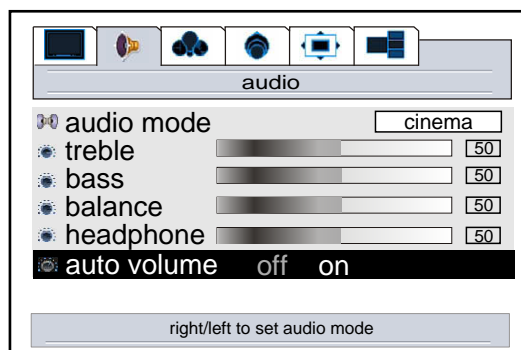 audio
audio mode cinema
treble 50
bass 50
balance 50
headphone 50
auto volume off on
right/left to set audio mode